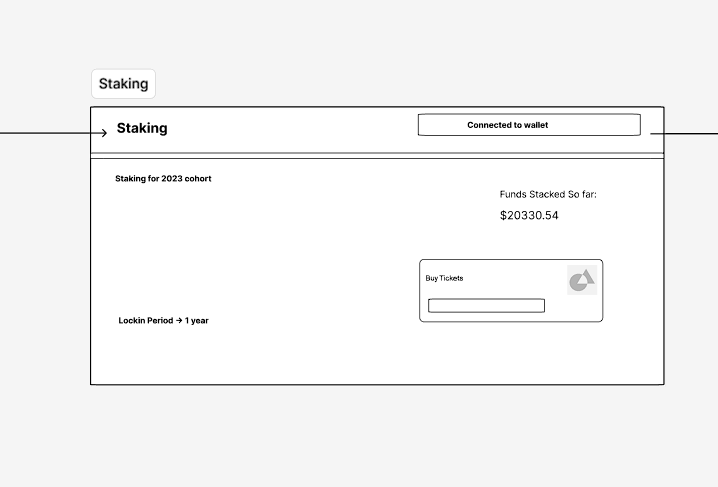 Staking
Staking
Connected to wallet
Staking for 2023 cohort
Funds Stacked So far:
$20330.54
Buy Tickets
Lockin Period → 1 year